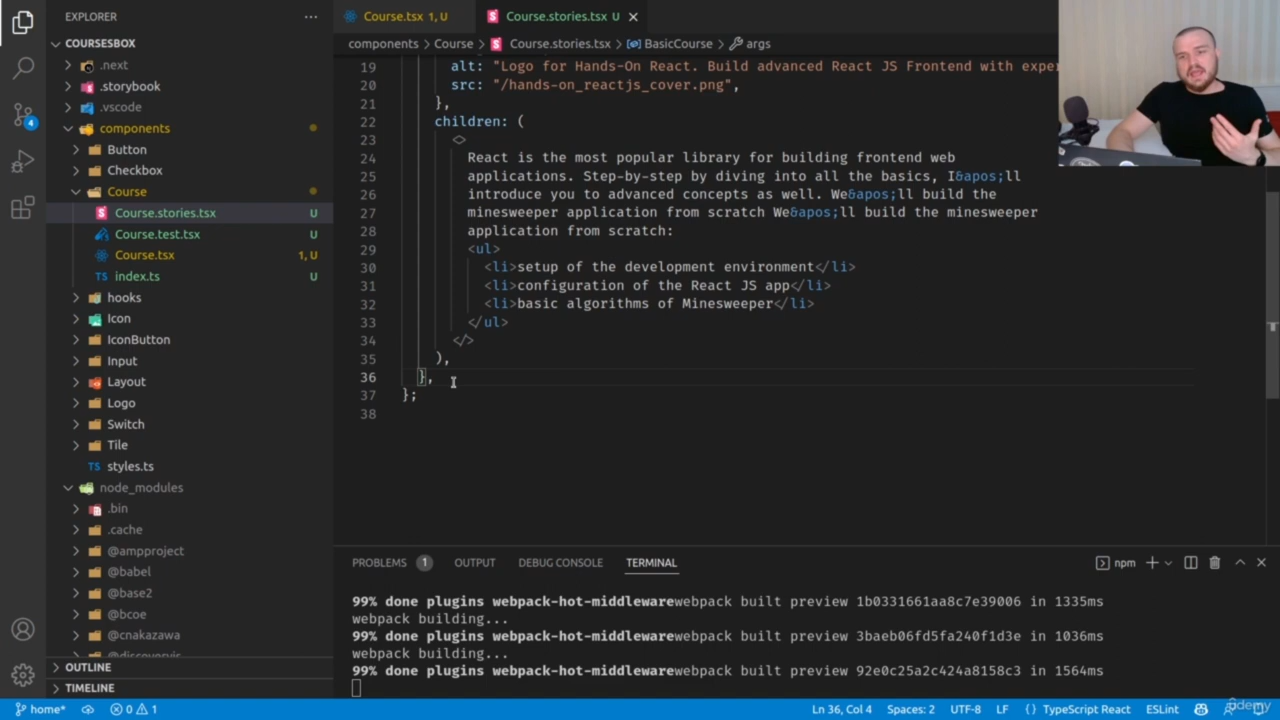 EXPLORER
Course.tsx 1, U
Course.stories.tsx U
components > Course > Course.stories.tsx > BasicCourse > args
COURSESBOX
.next
.storybook
.vscode
components
Button
Checkbox
Course
Course.stories.tsx U
Course.test.tsx U
Course.tsx 1, U
index.ts U
hooks
Icon
IconButton
Input
Layout
Logo
Switch
Tile
TS styles.ts
node_modules
.bin
.cache
@ampproject
@babel
@base2
@bcoe
@cnakazawa
OUTLINE
TIMELINE
4
19 alt: "Logo for Hands-On React. Build advanced React JS Frontend with exper
20 src: "/hands-on_reactjs_cover.png",
21 },
22 children: (
23 <>
24 React is the most popular library for building frontend web
25 applications. Step-by-step by diving into all the basics, I&apos;ll
26 introduce you to advanced concepts as well. We&apos;ll build the
27 minesweeper application from scratch We&apos;ll build the minesweeper
28 application from scratch:
29 <ul>
30 <li>setup of the development environment</li>
31 <li>configuration of the React JS app</li>
32 <li>basic algorithms of Minesweeper</li>
33 </ul>
34 </>
35 ),
36 },
37 };
38
PROBLEMS 1 OUTPUT DEBUG CONSOLE TERMINAL
npm
99% done plugins webpack-hot-middlewarewebpack built preview 1b0331661aa8c7e39006 in 1335ms
webpack building...
99% done plugins webpack-hot-middlewarewebpack built preview 3baeb06fd5fa240f1d3e in 1036ms
webpack building...
99% done plugins webpack-hot-middlewarewebpack built preview 92e0c25a2c424a8158c3 in 1564ms
home* 0 1 Ln 36, Col 4 Spaces: 2 UTF-8 LF {} TypeScript React ESLint
udemy